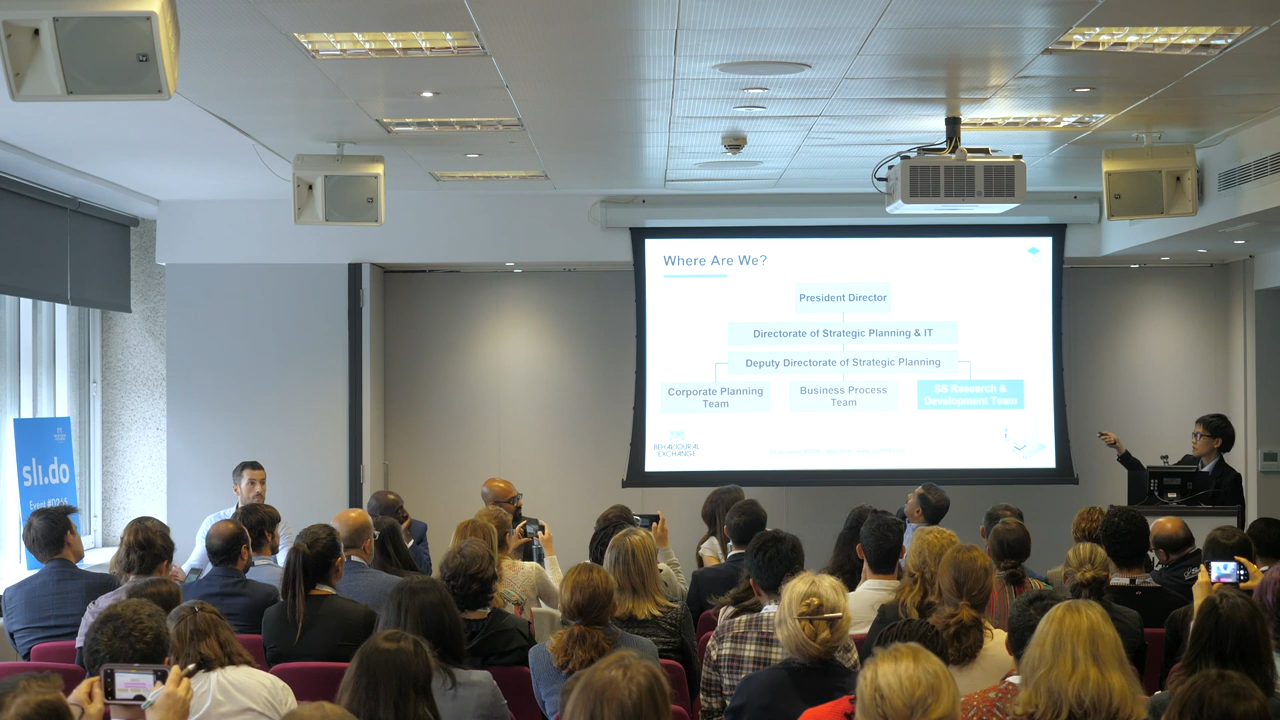 Where Are We?
President Director
Directorate of Strategic Planning & IT
Deputy Directorate of Strategic Planning
Corporate Planning
Team
Business Process
Team
SS Research &
Development Team
BEHAVIOURAL
EXCHANGE
sli.do